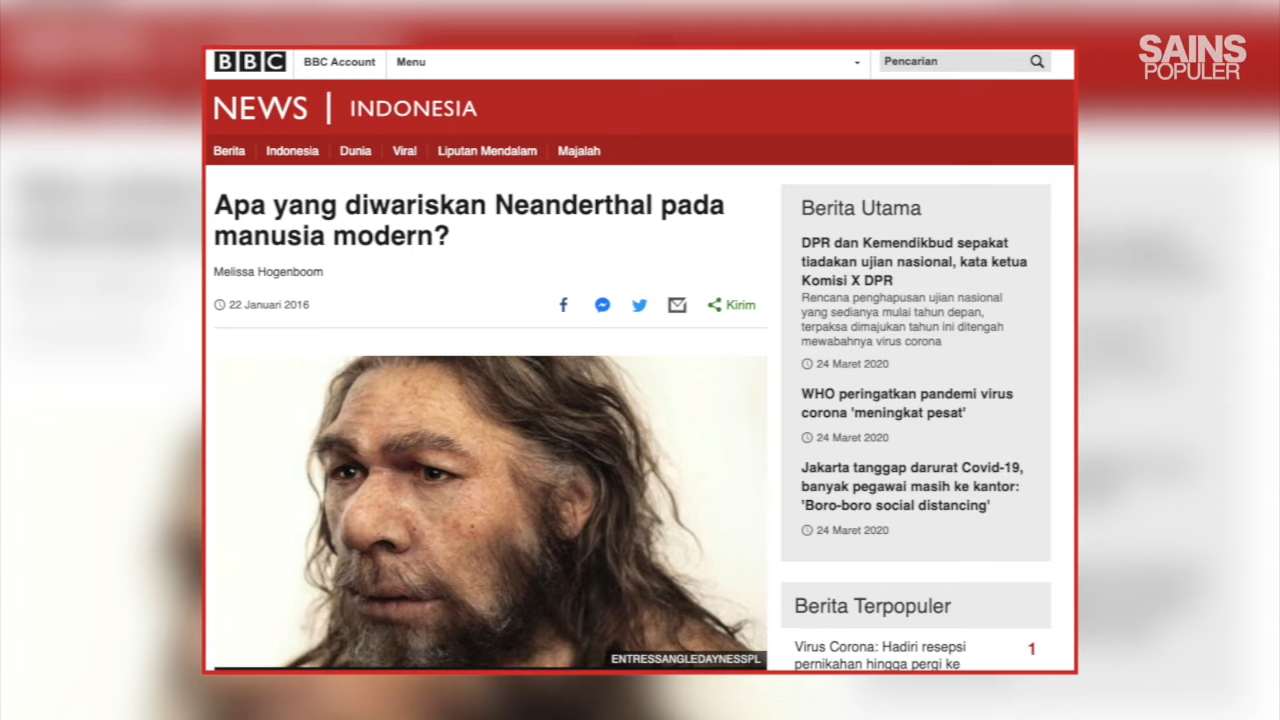 SAINS
POPULER
BBC
BBC Account
Menu
Pencarian
NEWS | INDONESIA
Berita
Indonesia
Dunia
Viral
Liputan Mendalam
Majalah
Apa yang diwariskan Neanderthal pada
manusia modern?
Melissa Hogenboom
22 Januari 2016
Kirim
ENTRESSANGLEDAYNESSPL
Berita Utama
DPR dan Kemendikbud sepakat
tiadakan ujian nasional, kata ketua
Komisi X DPR
Rencana penghapusan ujian nasional
yang sedianya mulai tahun depan,
terpaksa dimajukan tahun ini ditengah
mewabahnya virus corona
24 Maret 2020
WHO peringatkan pandemi virus
corona 'meningkat pesat'
24 Maret 2020
Jakarta tanggap darurat Covid-19,
banyak pegawai masih ke kantor:
'Boro-boro social distancing'
24 Maret 2020
Berita Terpopuler
Virus Corona: Hadiri resepsi
pernikahan hingga pergi ke
1